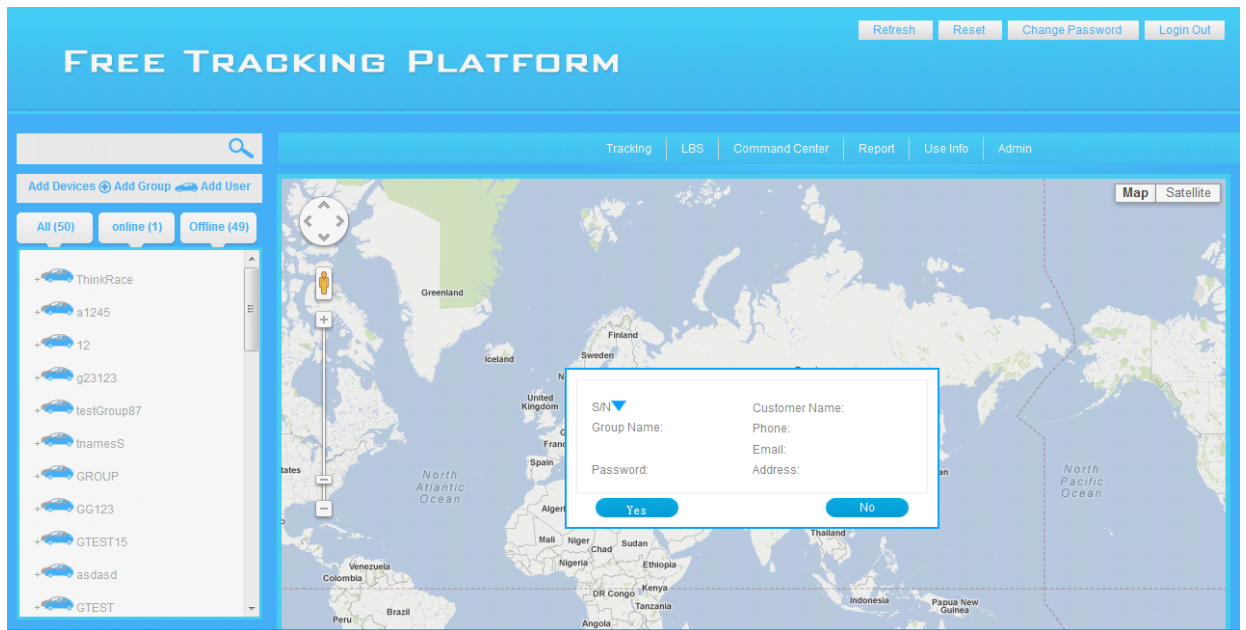 Refresh Reset Change Password Login Out
FREE TRACKING PLATFORM
Tracking LBS Command Center Report Use Info Admin
Add Devices Add Group Add User
All (50) online (1) Offline (49)
+ ThinkRace
+ a1245
+ 12
+ g23123
+ testGroup87
+ tnamesS
+ GROUP
+ GG123
+ GTEST15
+ asdasd
+ GTEST
Map Satellite
Greenland
Finland
Iceland
Sweden
United
Kingdom
Spain
North
Atlantic
Ocean
S/N
Customer Name:
Group Name:
Phone:
Email:
Password:
Address:
Yes
No
North
Pacific
Ocean
Mali Niger Chad Sudan
Thailand
Nigeria Ethiopia
Venezuela
Colombia
DR Congo Kenya
Tanzania
Indonesia
Papua New
Guinea
Brazil
Peru
Angola